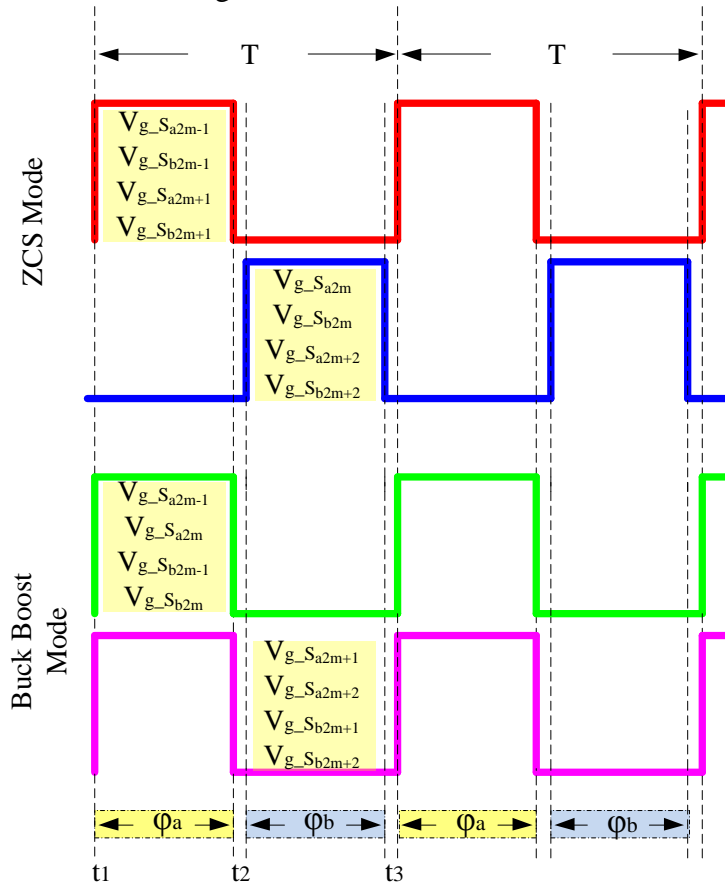 T T
ZCS Mode
Vg_Sa2m-1
Vg_Sb2m-1
Vg_Sa2m+1
Vg_Sb2m+1
Vg_Sa2m
Vg_Sb2m
Vg_Sa2m+2
Vg_Sb2m+2
Buck Boost
Mode
Vg_Sa2m-1
Vg_Sa2m
Vg_Sb2m-1
Vg_Sb2m
Vg_Sa2m+1
Vg_Sa2m+2
Vg_Sb2m+1
Vg_Sb2m+2
φa φb φa φb
t1 t2 t3